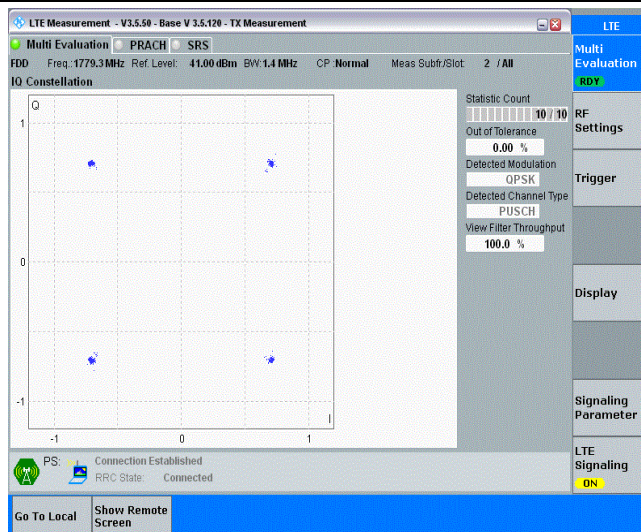 LTE Measurement - V3.5.50 - Base V 3.5.120 - TX Measurement
LTE
Multi Evaluation PRACH SRS
Multi
Evaluation
RDY
FDD Freq.:1779.3 MHz Ref. Level: 41.00 dBm BW:1.4 MHz CP :Normal Meas Subfr./Slot: 2 / All
IQ Constellation
Q
1
0
-1
-1 0 1
I
Statistic Count
10 / 10
Out of Tolerance
0.00 %
Detected Modulation
QPSK
Detected Channel Type
PUSCH
View Filter Throughput
100.0 %
RF
Settings
Trigger
Display
Signaling
Parameter
LTE
Signaling
ON
PS: Connection Established
RRC State: Connected
Go To Local
Show Remote
Screen